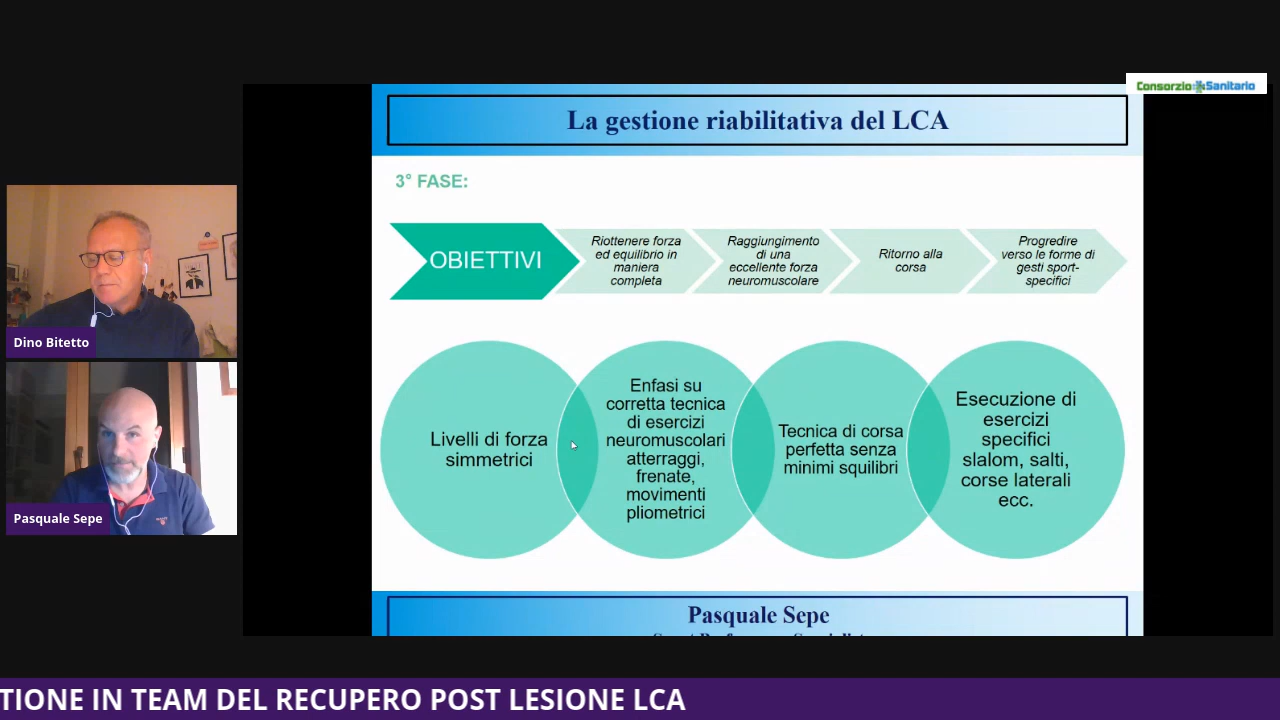 Consorzio Sanitario
La gestione riabilitativa del LCA
3° FASE:
OBIETTIVI
Riottenere forza
ed equilibrio in
maniera
completa
Raggiungimento
di una
eccellente forza
neuromuscolare
Ritorno alla
corsa
Progredire
verso le forme di
gesti sport-
specifici
Livelli di forza
simmetrici
Enfasi su
corretta tecnica
di esercizi
neuromuscolari
atterraggi,
frenate,
movimenti
pliometrici
Tecnica di corsa
perfetta senza
minimi squilibri
Esecuzione di
esercizi
specifici
slalom, salti,
corse laterali
ecc.
Dino Bitetto
Pasquale Sepe
Pasquale Sepe
TIONE IN TEAM DEL RECUPERO POST LESIONE LCA